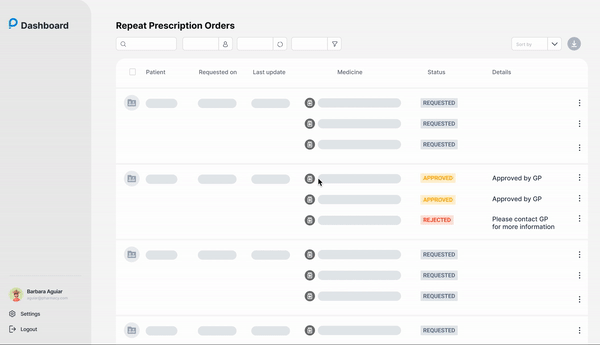 Dashboard
Repeat Prescription Orders
Sort by
Patient Requested on Last update Medicine Status Details
REQUESTED
REQUESTED
REQUESTED
APPROVED Approved by GP
APPROVED Approved by GP
REJECTED Please contact GP
for more information
REQUESTED
REQUESTED
REQUESTED
REQUESTED
Barbara Aguiar
Settings
Logout